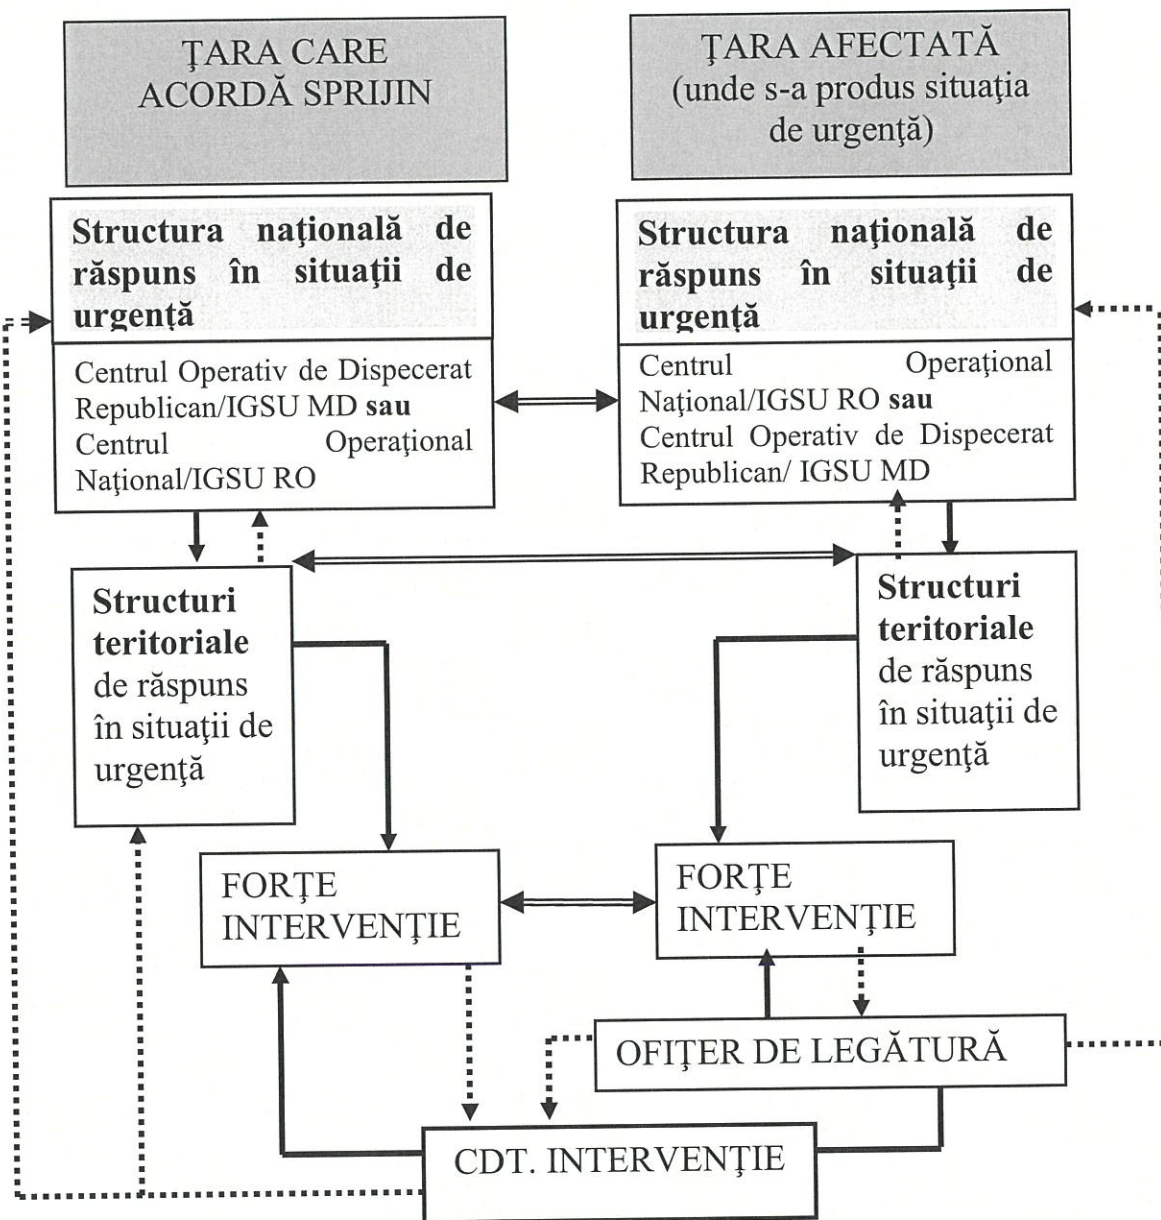 ŢARA CARE
ACORDĂ SPRIJIN
ŢARA AFECTATĂ
(unde s-a produs situaţia
de urgenţă)
Structura naţională de
răspuns în situaţii de
urgenţă
Structura naţională de
răspuns în situaţii de
urgenţă
Centrul Operativ de Dispecerat
Republican/IGSU MD sau
Centrul Operaţional
Naţional/IGSU RO
Centrul Operaţional
Naţional/IGSU RO sau
Centrul Operativ de Dispecerat
Republican/ IGSU MD
Structuri
teritoriale
de răspuns
în situaţii de
urgenţă
Structuri
teritoriale
de răspuns
în situaţii de
urgenţă
FORŢE
INTERVENŢIE
FORŢE
INTERVENŢIE
OFIŢER DE LEGĂTURĂ
CDT. INTERVENŢIE